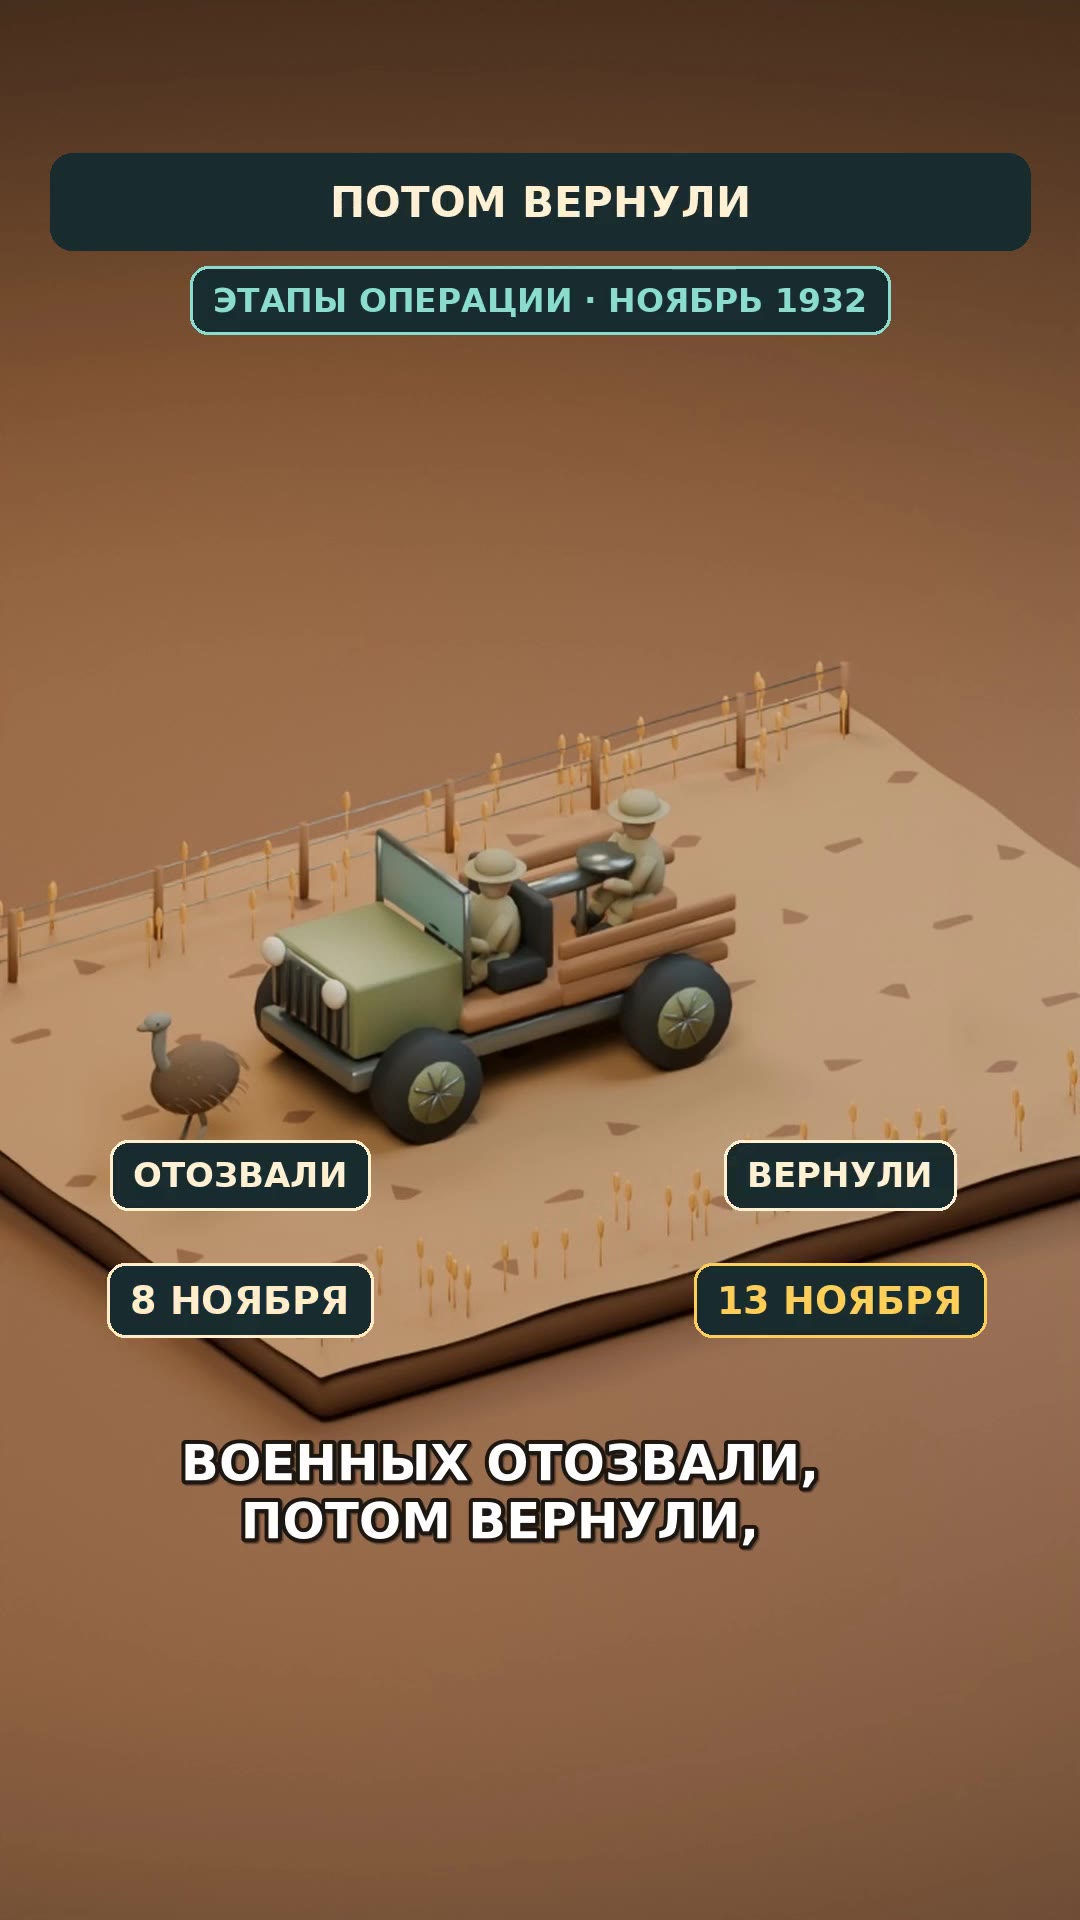 ПОТОМ ВЕРНУЛИ
ЭТАПЫ ОПЕРАЦИИ · НОЯБРЬ 1932
ОТОЗВАЛИ
ВЕРНУЛИ
8 НОЯБРЯ
13 НОЯБРЯ
ВОЕННЫХ ОТОЗВАЛИ,
ПОТОМ ВЕРНУЛИ,